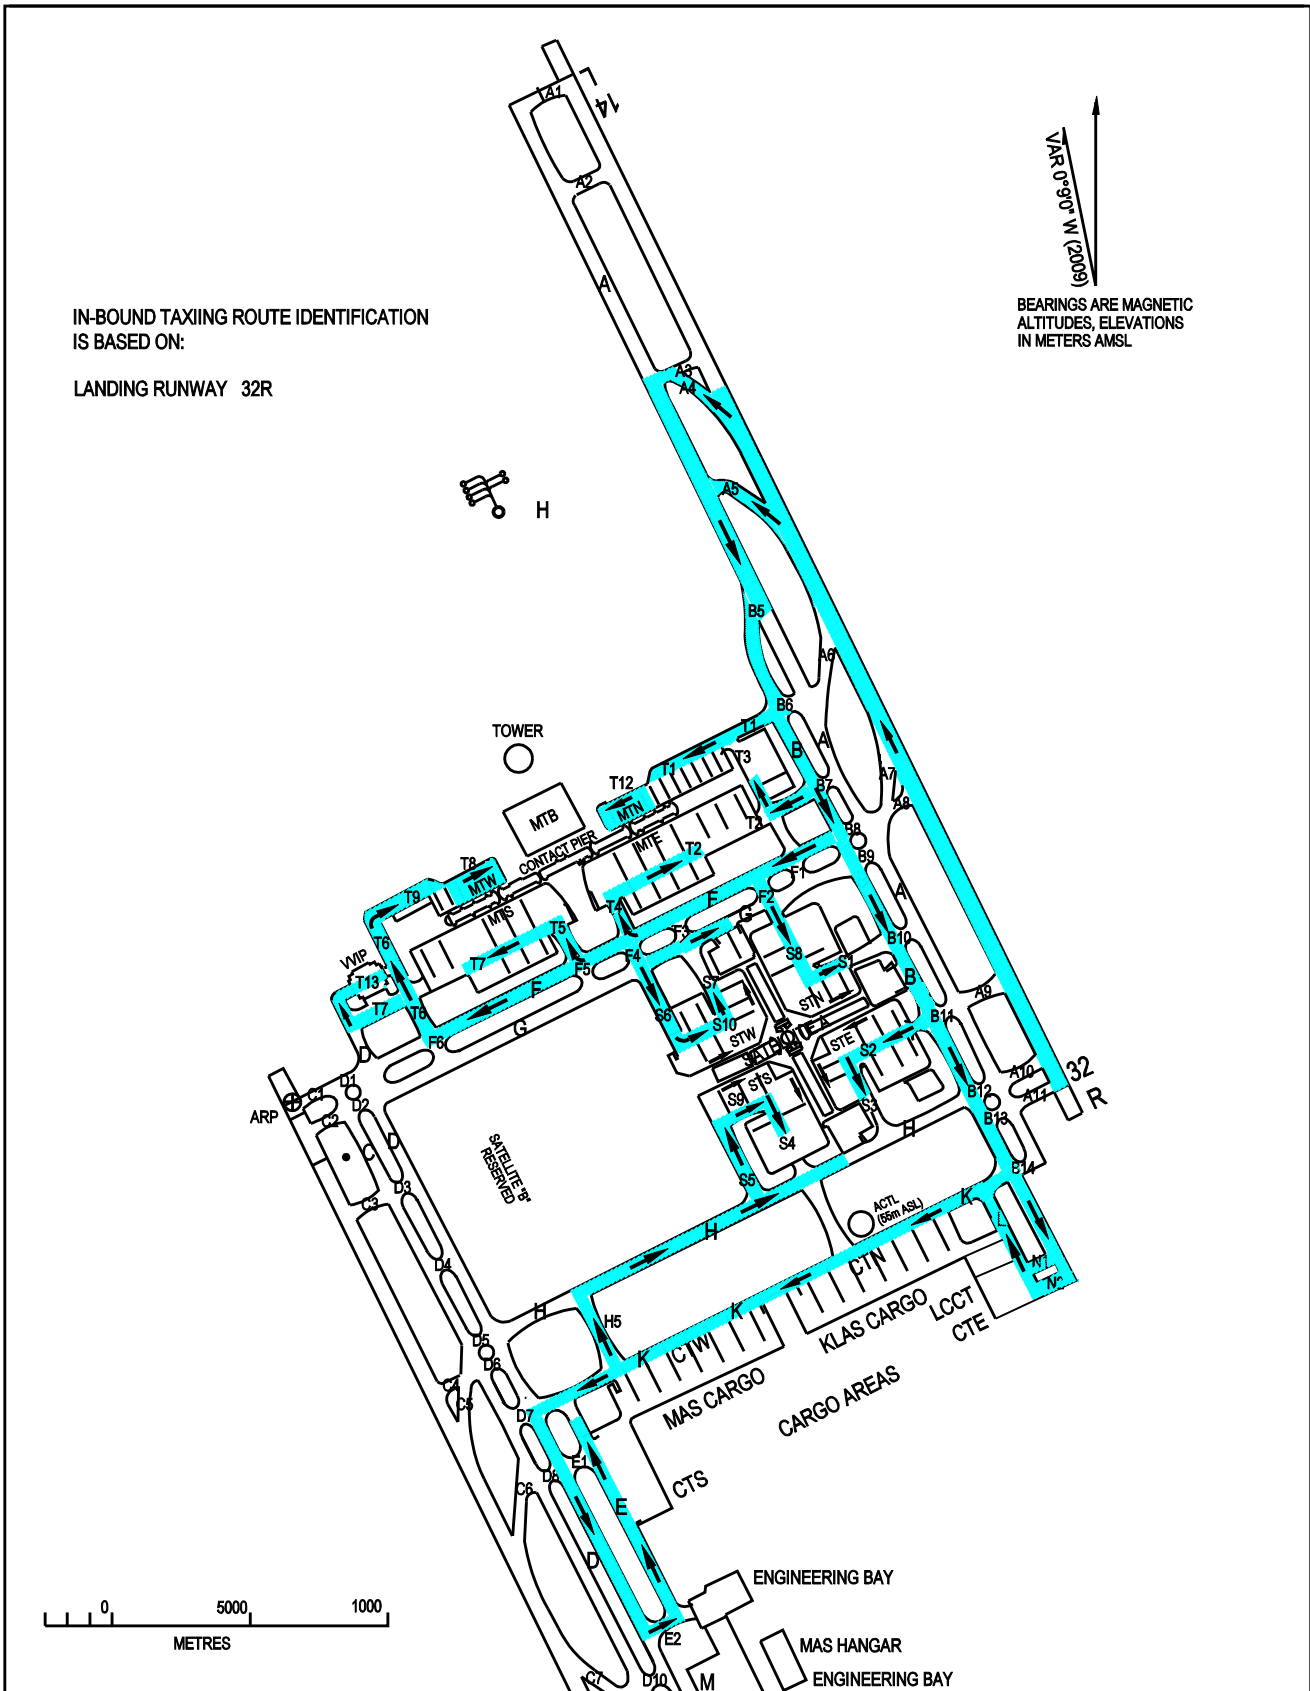 A1
14
A2
A
VAR 0°9'0" W (2009)
BEARINGS ARE MAGNETIC
ALTITUDES, ELEVATIONS
IN METERS AMSL
IN-BOUND TAXIING ROUTE IDENTIFICATION
IS BASED ON:
LANDING RUNWAY 32R
A3
A4
A5
H
B5
A6
B6
T1
TOWER
A
B
T3
T1
T12
A7
B7
A8
MTN
MTB
T2
B8
MTE
CONTACT PIER
T2
B9
T8
MTW
F1
T9
F2
F
A
MTS
T4
G
T5
F3
B10
T6
S8
S1
VVIP
F4
T7
F5
B
T13
S7
F
STN
A9
T7
T6
S6
S10
B11
G
STW
SATELLITE A
STE
S2
F6
D
A10
32
R
D1
STS
B12
A11
C1
ARP
D2
S9
S3
C2
B13
H
D
S4
C
SATELLITE "B"
RESERVED
B14
S5
D3
K
C3
ACTL
(55m ASL)
L
H
D4
CTN
N1
N2
H
K
H5
KLAS CARGO
LCCT
CTE
D5
CTW
D6
K
C4
C5
MAS CARGO
CARGO AREAS
D7
E1
D8
C6
CTS
E
D
ENGINEERING BAY
0
5000
1000
METRES
E2
MAS HANGAR
C7
D10
M
ENGINEERING BAY